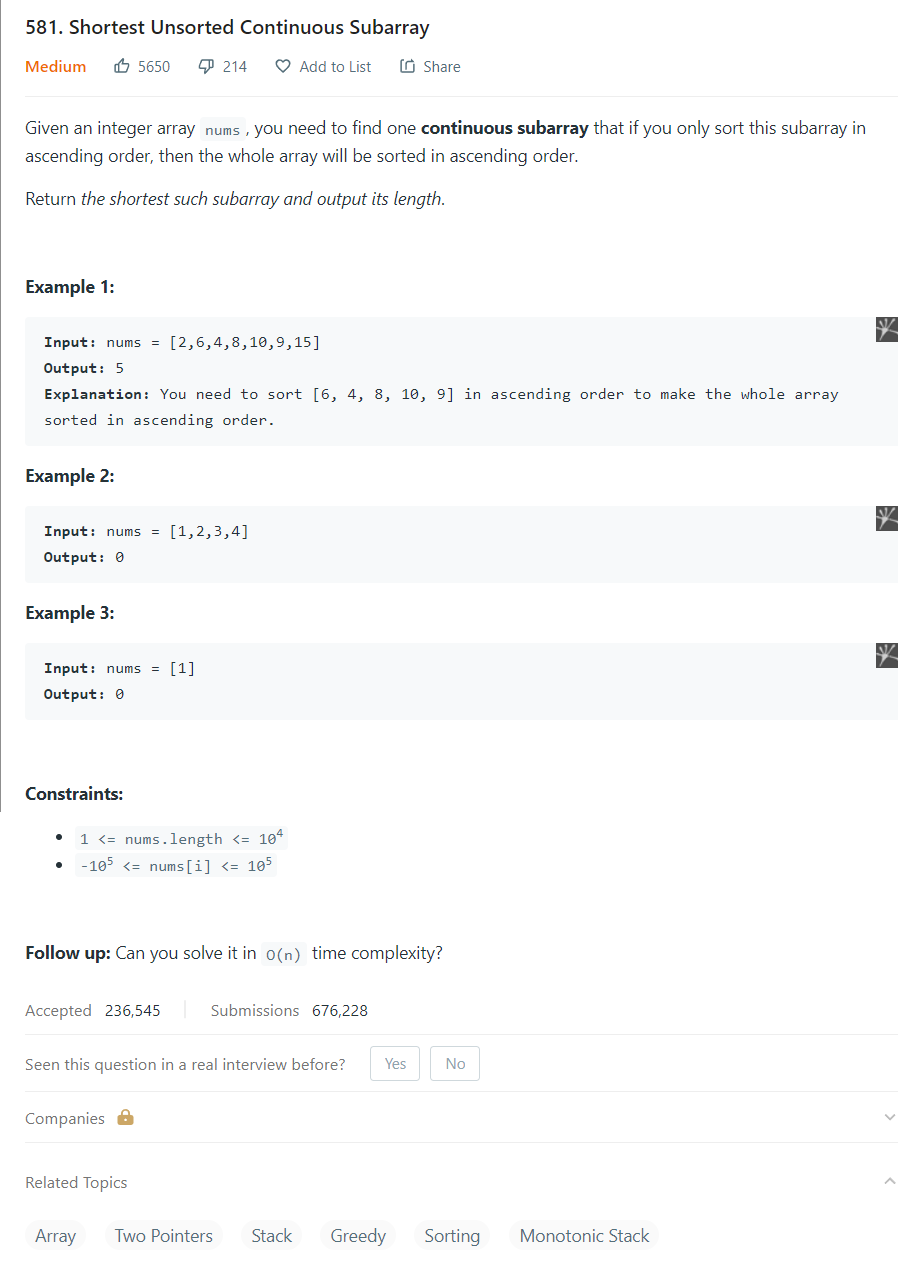 581. Shortest Unsorted Continuous Subarray
Medium 5650 214 Add to List Share
Given an integer array nums , you need to find one continuous subarray that if you only sort this subarray in
ascending order, then the whole array will be sorted in ascending order.
Return the shortest such subarray and output its length.
Example 1:
Input: nums = [2,6,4,8,10,9,15]
Output: 5
Explanation: You need to sort [6, 4, 8, 10, 9] in ascending order to make the whole array
sorted in ascending order.
Example 2:
Input: nums = [1,2,3,4]
Output: 0
Example 3:
Input: nums = [1]
Output: 0
Constraints:
• 1 <= nums.length <= 10⁴
• -10⁵ <= nums[i] <= 10⁵
Follow up: Can you solve it in O(n) time complexity?
Accepted 236,545 Submissions 676,228
Seen this question in a real interview before? Yes No
Companies
Related Topics
Array Two Pointers Stack Greedy Sorting Monotonic Stack